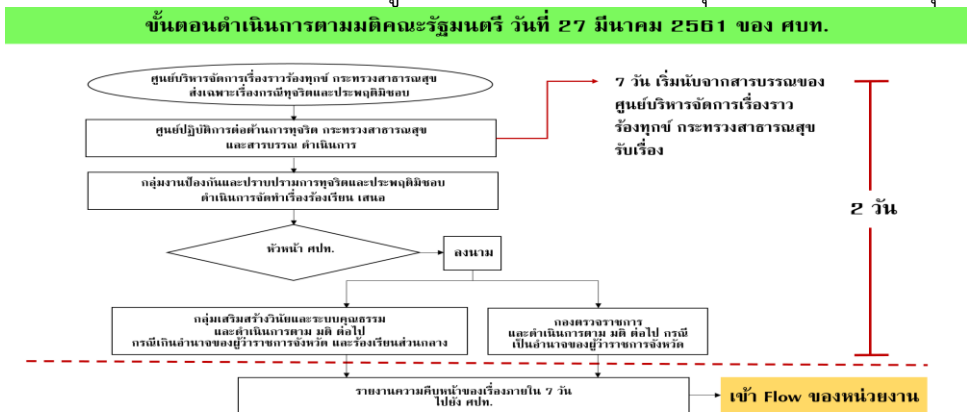 ขั้นตอนดำเนินการตามมติคณะรัฐมนตรี วันที่ 27 มีนาคม 2561 ของ ศบท.
ศูนย์บริหารจัดการเรื่องราวร้องทุกข์ กระทรวงสาธารณสุข
ส่งเฉพาะเรื่องกรณีทุจริตและประพฤติมิชอบ
7 วัน เริ่มนับจากสารบรรณของ
ศูนย์บริหารจัดการเรื่องราว
ร้องทุกข์ กระทรวงสาธารณสุข
รับเรื่อง
ศูนย์ปฏิบัติการต่อต้านการทุจริต กระทรวงสาธารณสุข
และสารบรรณ ดำเนินการ
กลุ่มงานป้องกันและปราบปรามการทุจริตและประพฤติมิชอบ
ดำเนินการจัดทำเรื่องร้องเรียน เสนอ
2 วัน
หัวหน้า ศปท.
ลงนาม
กลุ่มเสริมสร้างวินัยและระบบคุณธรรม
และดำเนินการตาม มติ ต่อไป
กรณีเกินอำนาจของผู้ว่าราชการจังหวัด และร้องเรียนส่วนกลาง
กองตรวจราชการ
และดำเนินการตาม มติ ต่อไป กรณี
เป็นอำนาจของผู้ว่าราชการจังหวัด
รายงานความคืบหน้าของเรื่องภายใน 7 วัน
ไปยัง ศปท.
เข้า Flow ของหน่วยงาน